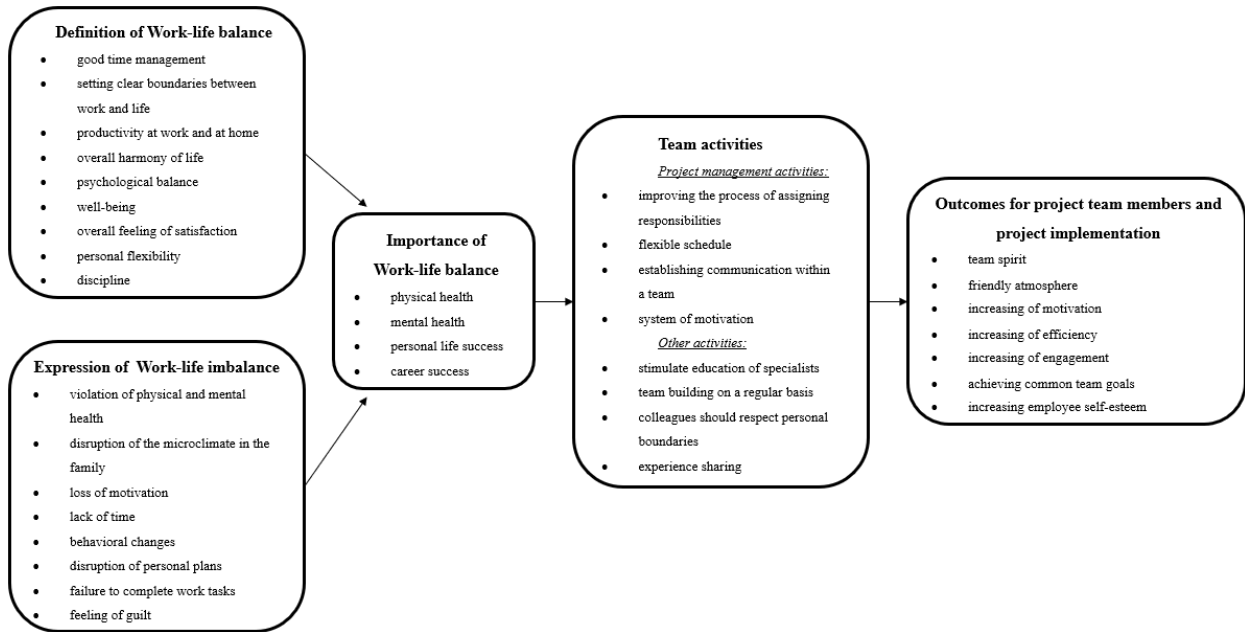 Definition of Work-life balance
• good time management
• setting clear boundaries between
work and life
• productivity at work and at home
• overall harmony of life
• psychological balance
• well-being
• overall feeling of satisfaction
• personal flexibility
• discipline
Expression of Work-life imbalance
• violation of physical and mental
health
• disruption of the microclimate in the
family
• loss of motivation
• lack of time
• behavioral changes
• disruption of personal plans
• failure to complete work tasks
• feeling of guilt
Importance of
Work-life balance
• physical health
• mental health
• personal life success
• career success
Team activities
Project management activities:
• improving the process of assigning
responsibilities
• flexible schedule
• establishing communication within
a team
• system of motivation
Other activities:
• stimulate education of specialists
• team building on a regular basis
• colleagues should respect personal
boundaries
• experience sharing
Outcomes for project team members and
project implementation
• team spirit
• friendly atmosphere
• increasing of motivation
• increasing of efficiency
• increasing of engagement
• achieving common team goals
• increasing employee self-esteem